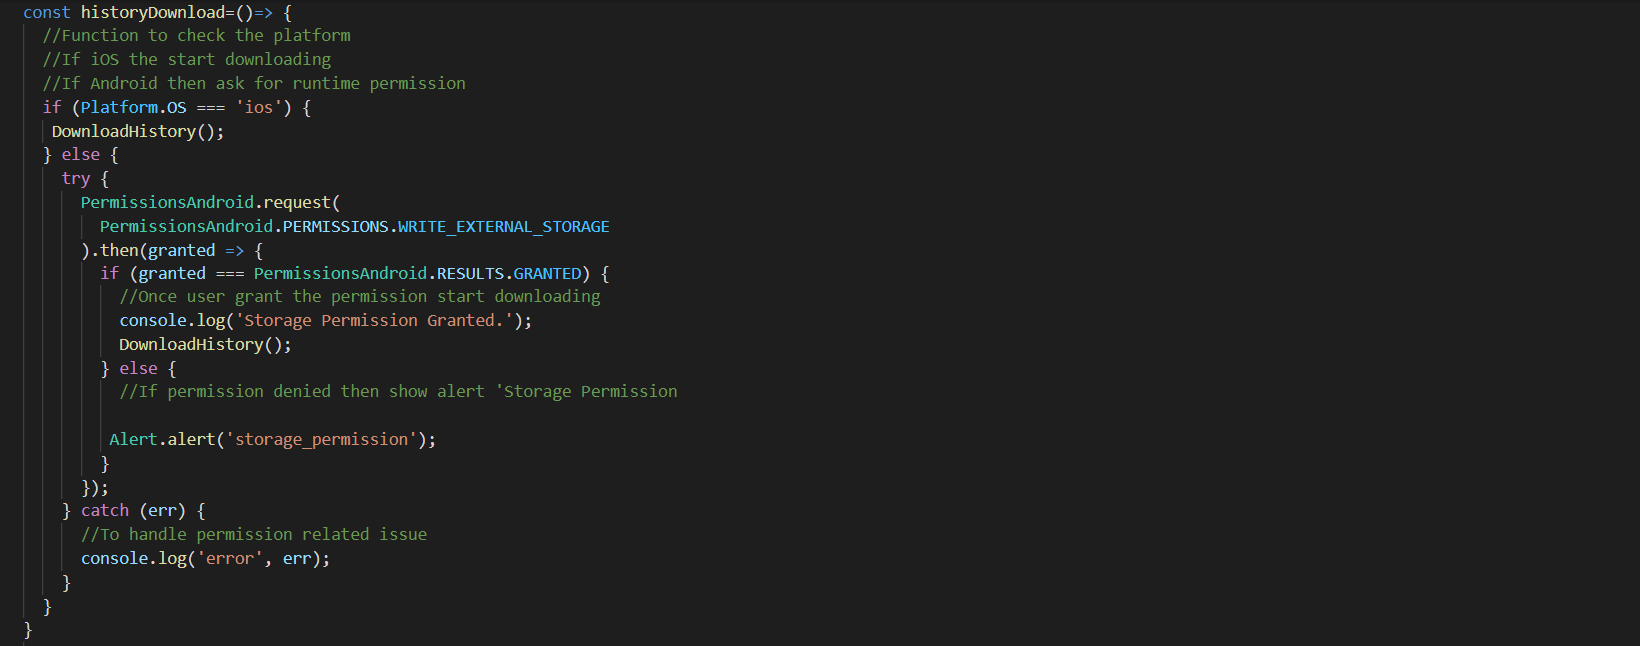 const historyDownload=()=> {
//Function to check the platform
//If iOS the start downloading
//If Android then ask for runtime permission
if (Platform.OS === 'ios') {
DownloadHistory();
} else {
try {
PermissionsAndroid.request(
PermissionsAndroid.PERMISSIONS.WRITE_EXTERNAL_STORAGE
).then(granted => {
if (granted === PermissionsAndroid.RESULTS.GRANTED) {
//Once user grant the permission start downloading
console.log('Storage Permission Granted.');
DownloadHistory();
} else {
//If permission denied then show alert 'Storage Permission
Alert.alert('storage_permission');
}
});
} catch (err) {
//To handle permission related issue
console.log('error', err);
}
}
}